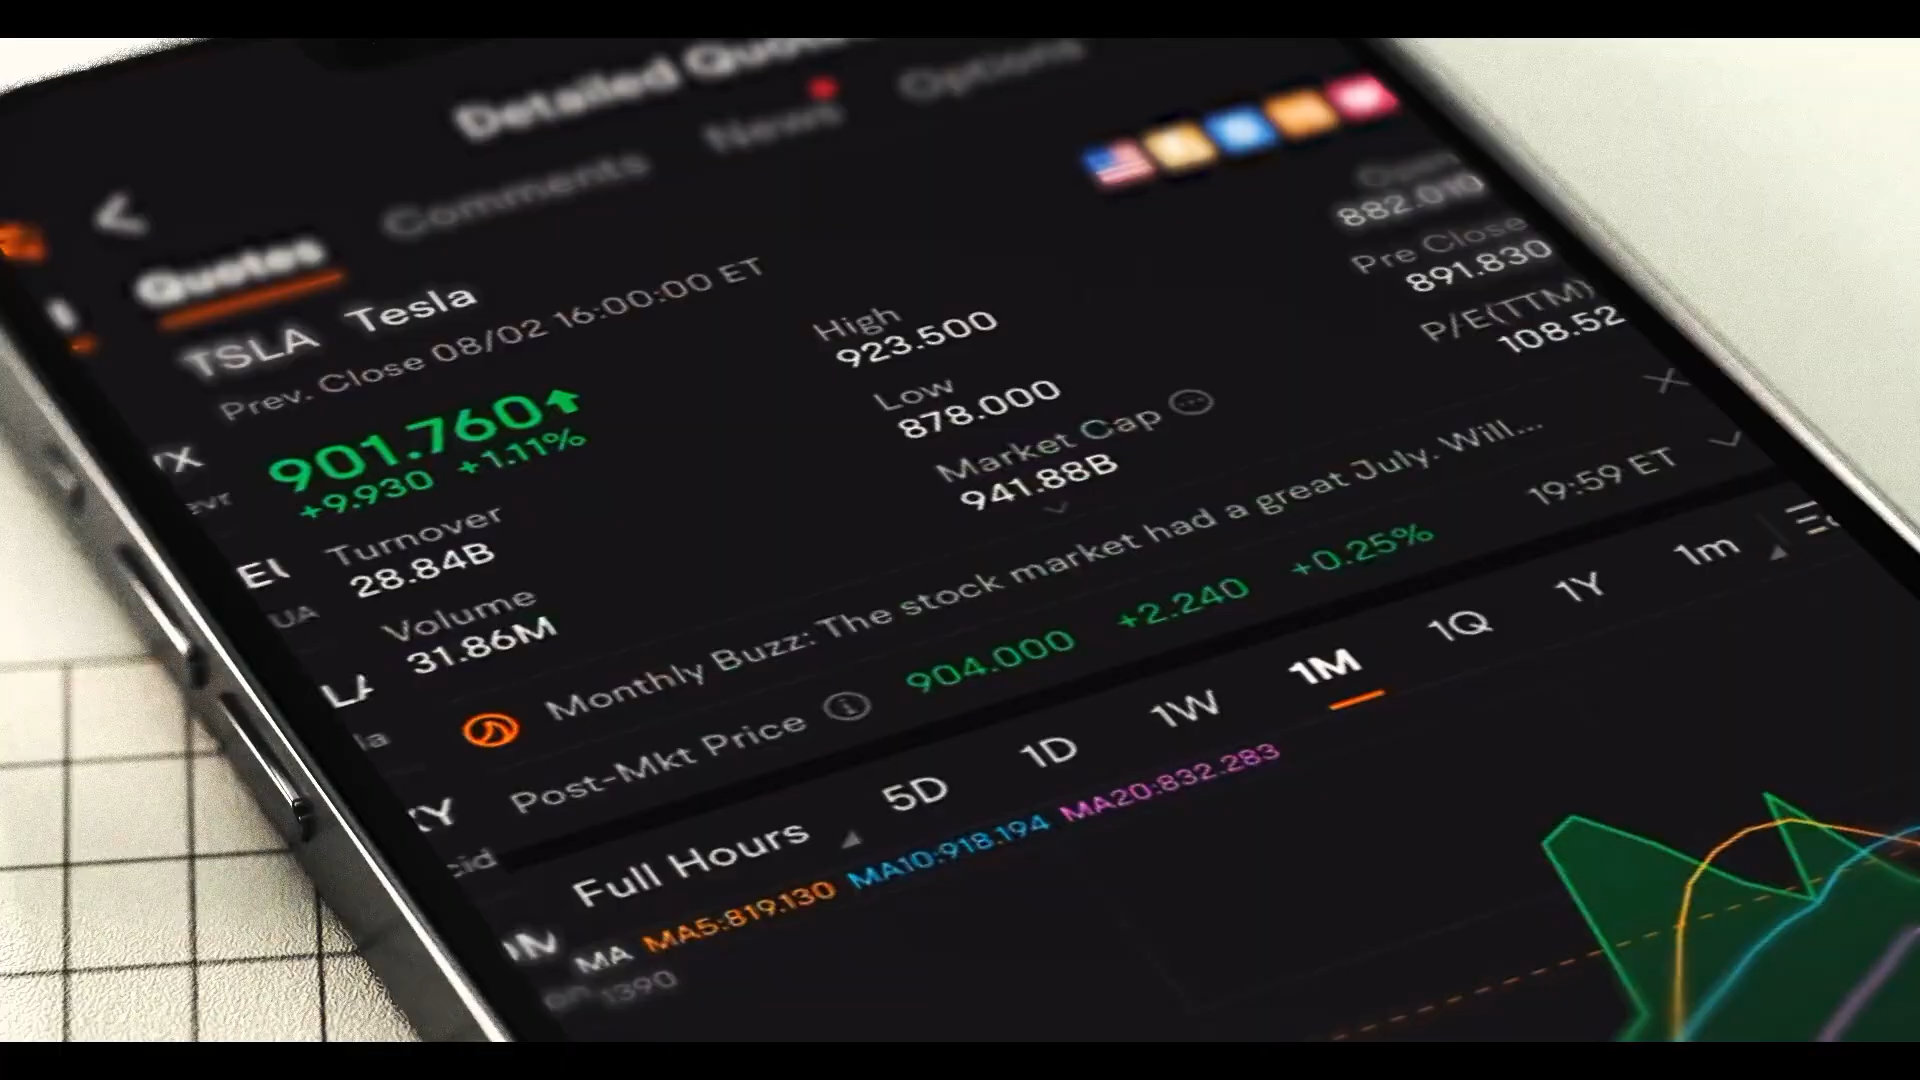 Detailed Quo
Comments
News
Options
Quotes
TSLA Tesla
Prev. Close 08/02 16:00:00 ET
901.760
+9.930 +1.11%
High
923.500
Low
878.000
Market Cap
941.88B
Open
882.010
Pre Close
891.830
P/E(TTM)
108.52
Turnover
28.84B
Volume
31.86M
Monthly Buzz: The stock market had a great July. Will...
Post-Mkt Price 904.000 +2.240 +0.25% 19:59 ET
Full Hours 5D 1D 1W 1M 1Q 1Y 1m
MA MA5:819.130 MA10:918.194 MA20:832.283
1390